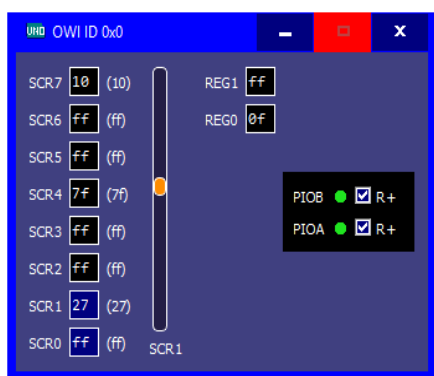 UNO OWI ID 0x0 X
SCR7 10 (10) REG1 ff
SCR6 ff (ff) REG0 0f
SCR5 ff (ff)
SCR4 7f (7f) PIOB R+
SCR3 ff (ff) PIOA R+
SCR2 ff (ff)
SCR1 27 (27)
SCR0 ff (ff) SCR1